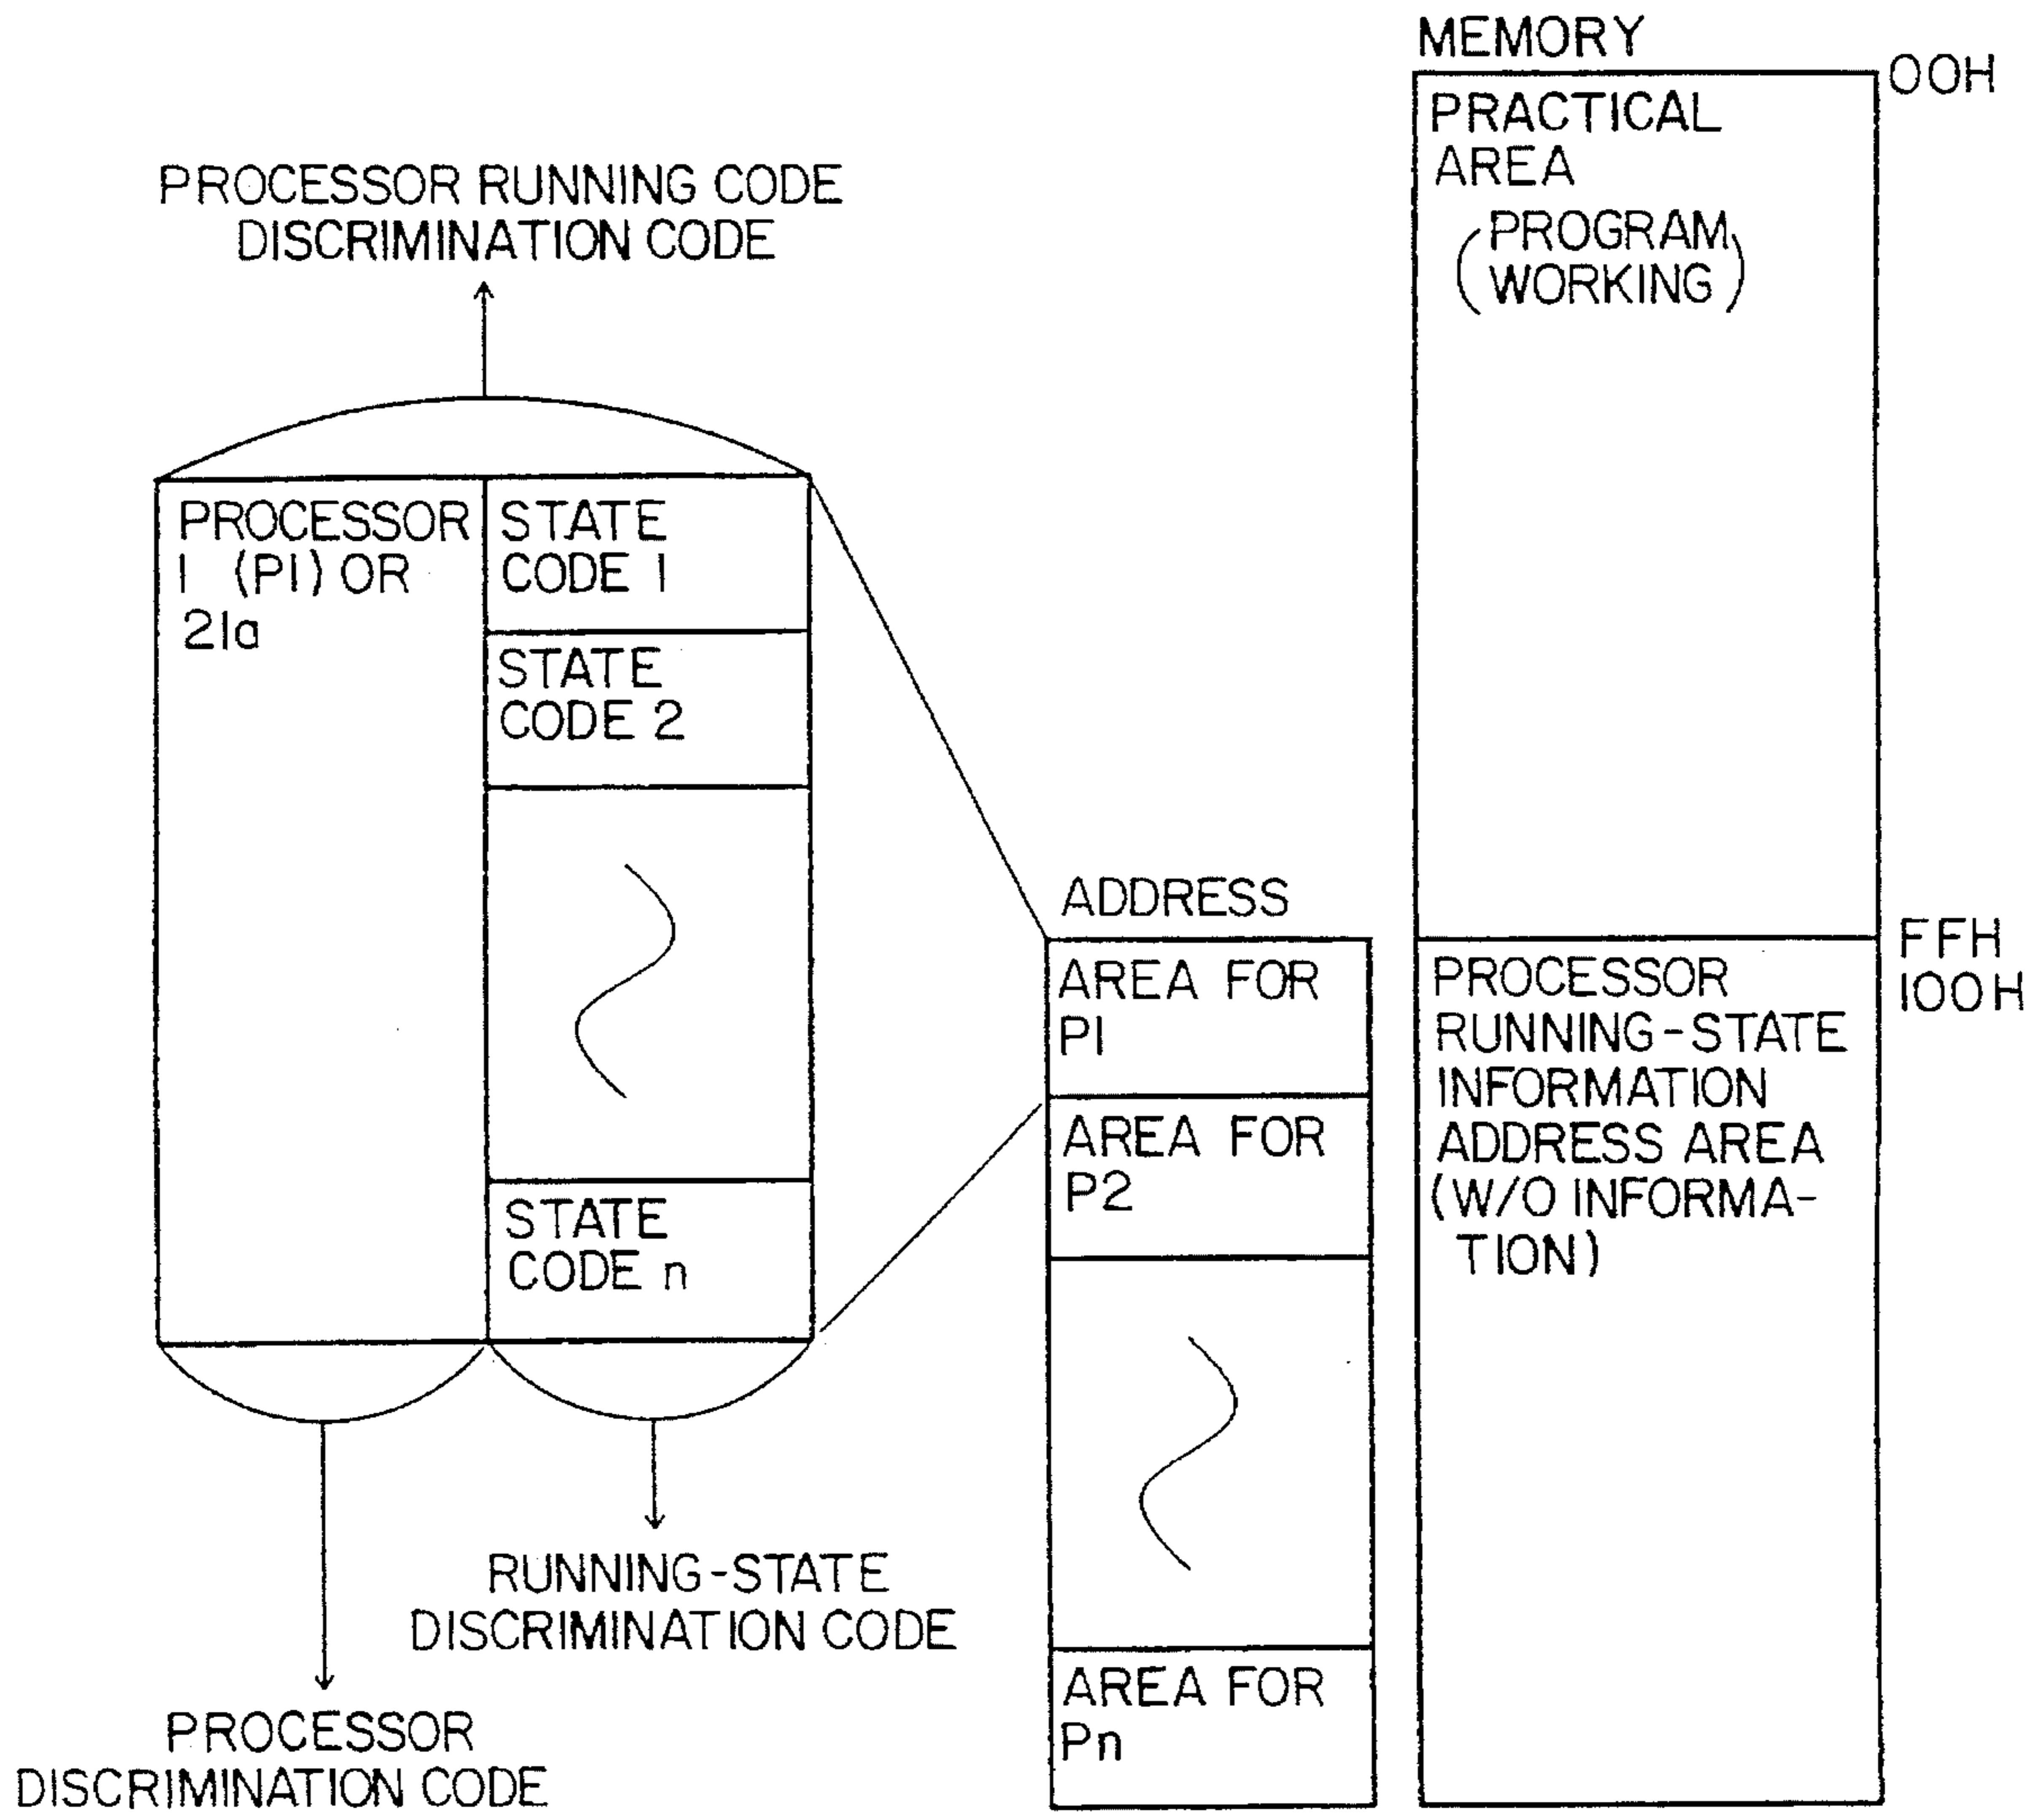 PROCESSOR RUNNING CODE
DISCRIMINATION CODE
PROCESSOR
1 (P1) OR
21a
STATE
CODE 1
STATE
CODE 2
STATE
CODE n
RUNNING-STATE
DISCRIMINATION CODE
PROCESSOR
DISCRIMINATION CODE
ADDRESS
AREA FOR
P1
AREA FOR
P2
AREA FOR
Pn
MEMORY
00H
PRACTICAL
AREA
(PROGRAM,
WORKING)
FFH
100H
PROCESSOR
RUNNING-STATE
INFORMATION
ADDRESS AREA
(W/O INFORMA-
TION)